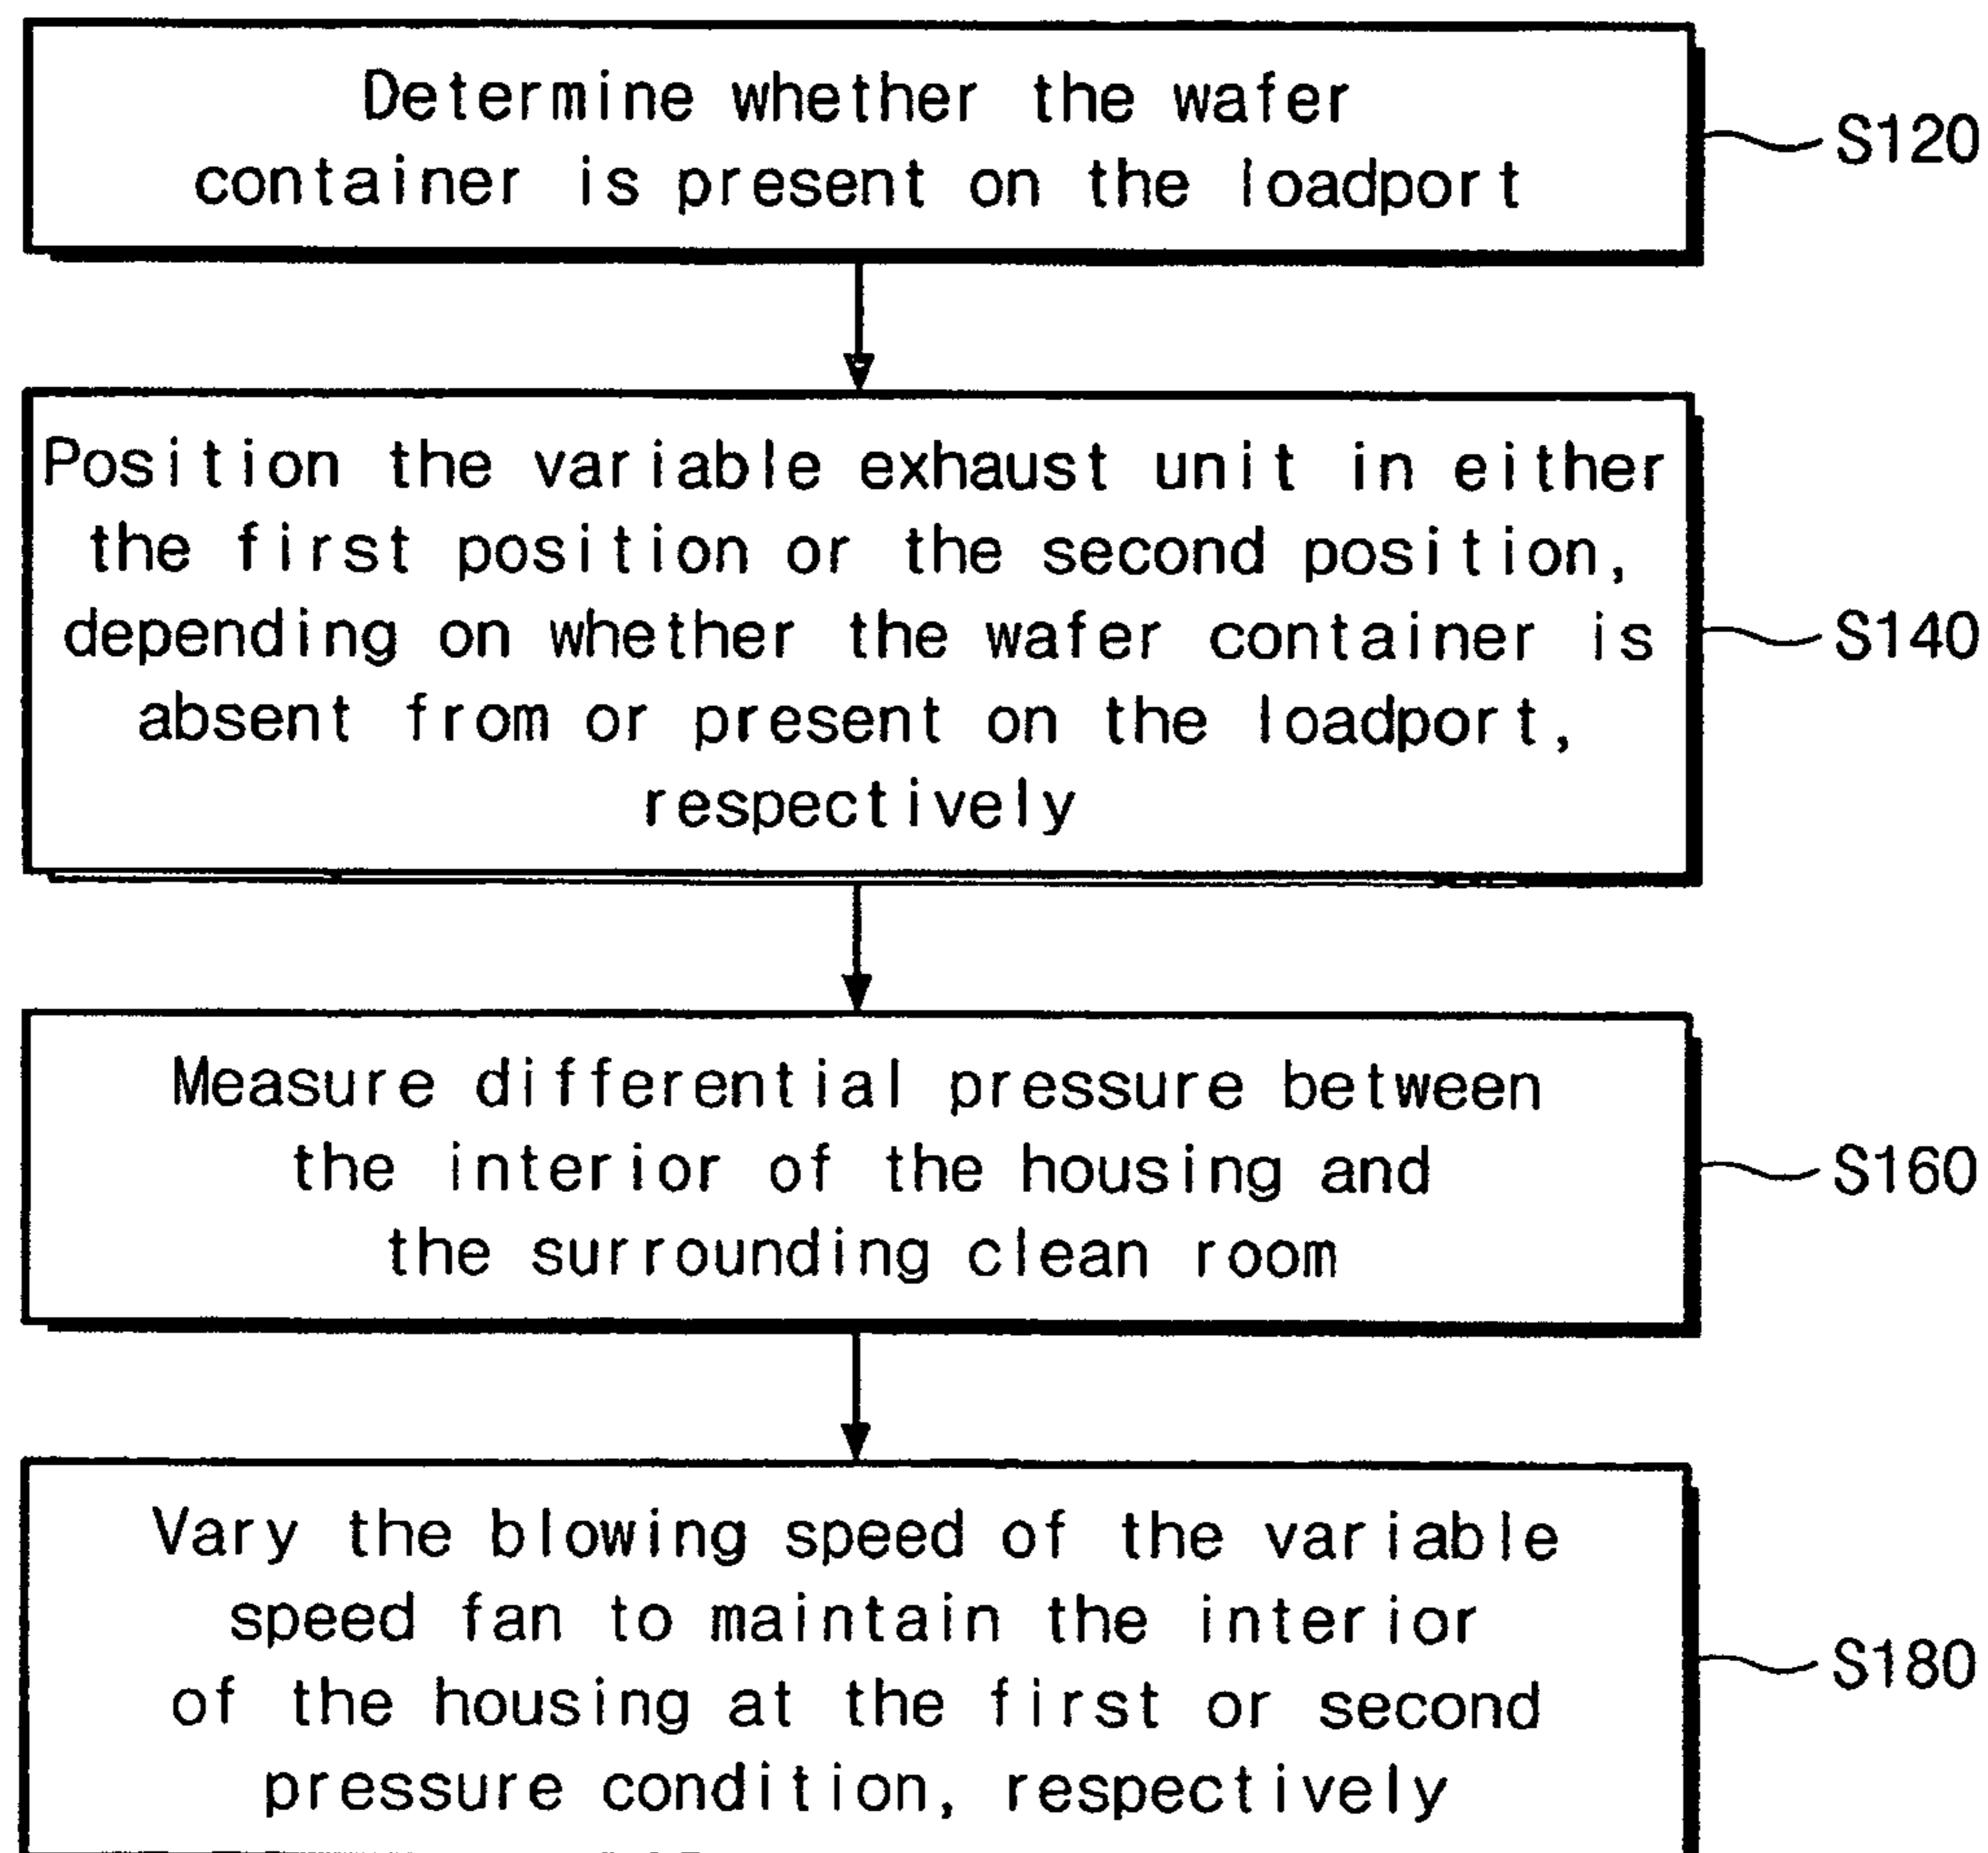 Determine whether the wafer
container is present on the loadport
S120
Position the variable exhaust unit in either
the first position or the second position,
depending on whether the wafer container is
absent from or present on the loadport,
respectively
S140
Measure differential pressure between
the interior of the housing and
the surrounding clean room
S160
Vary the blowing speed of the variable
speed fan to maintain the interior
of the housing at the first or second
pressure condition, respectively
S180